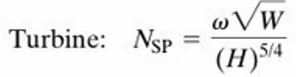 Turbine: N_SP = ω√W / (H)^5/4